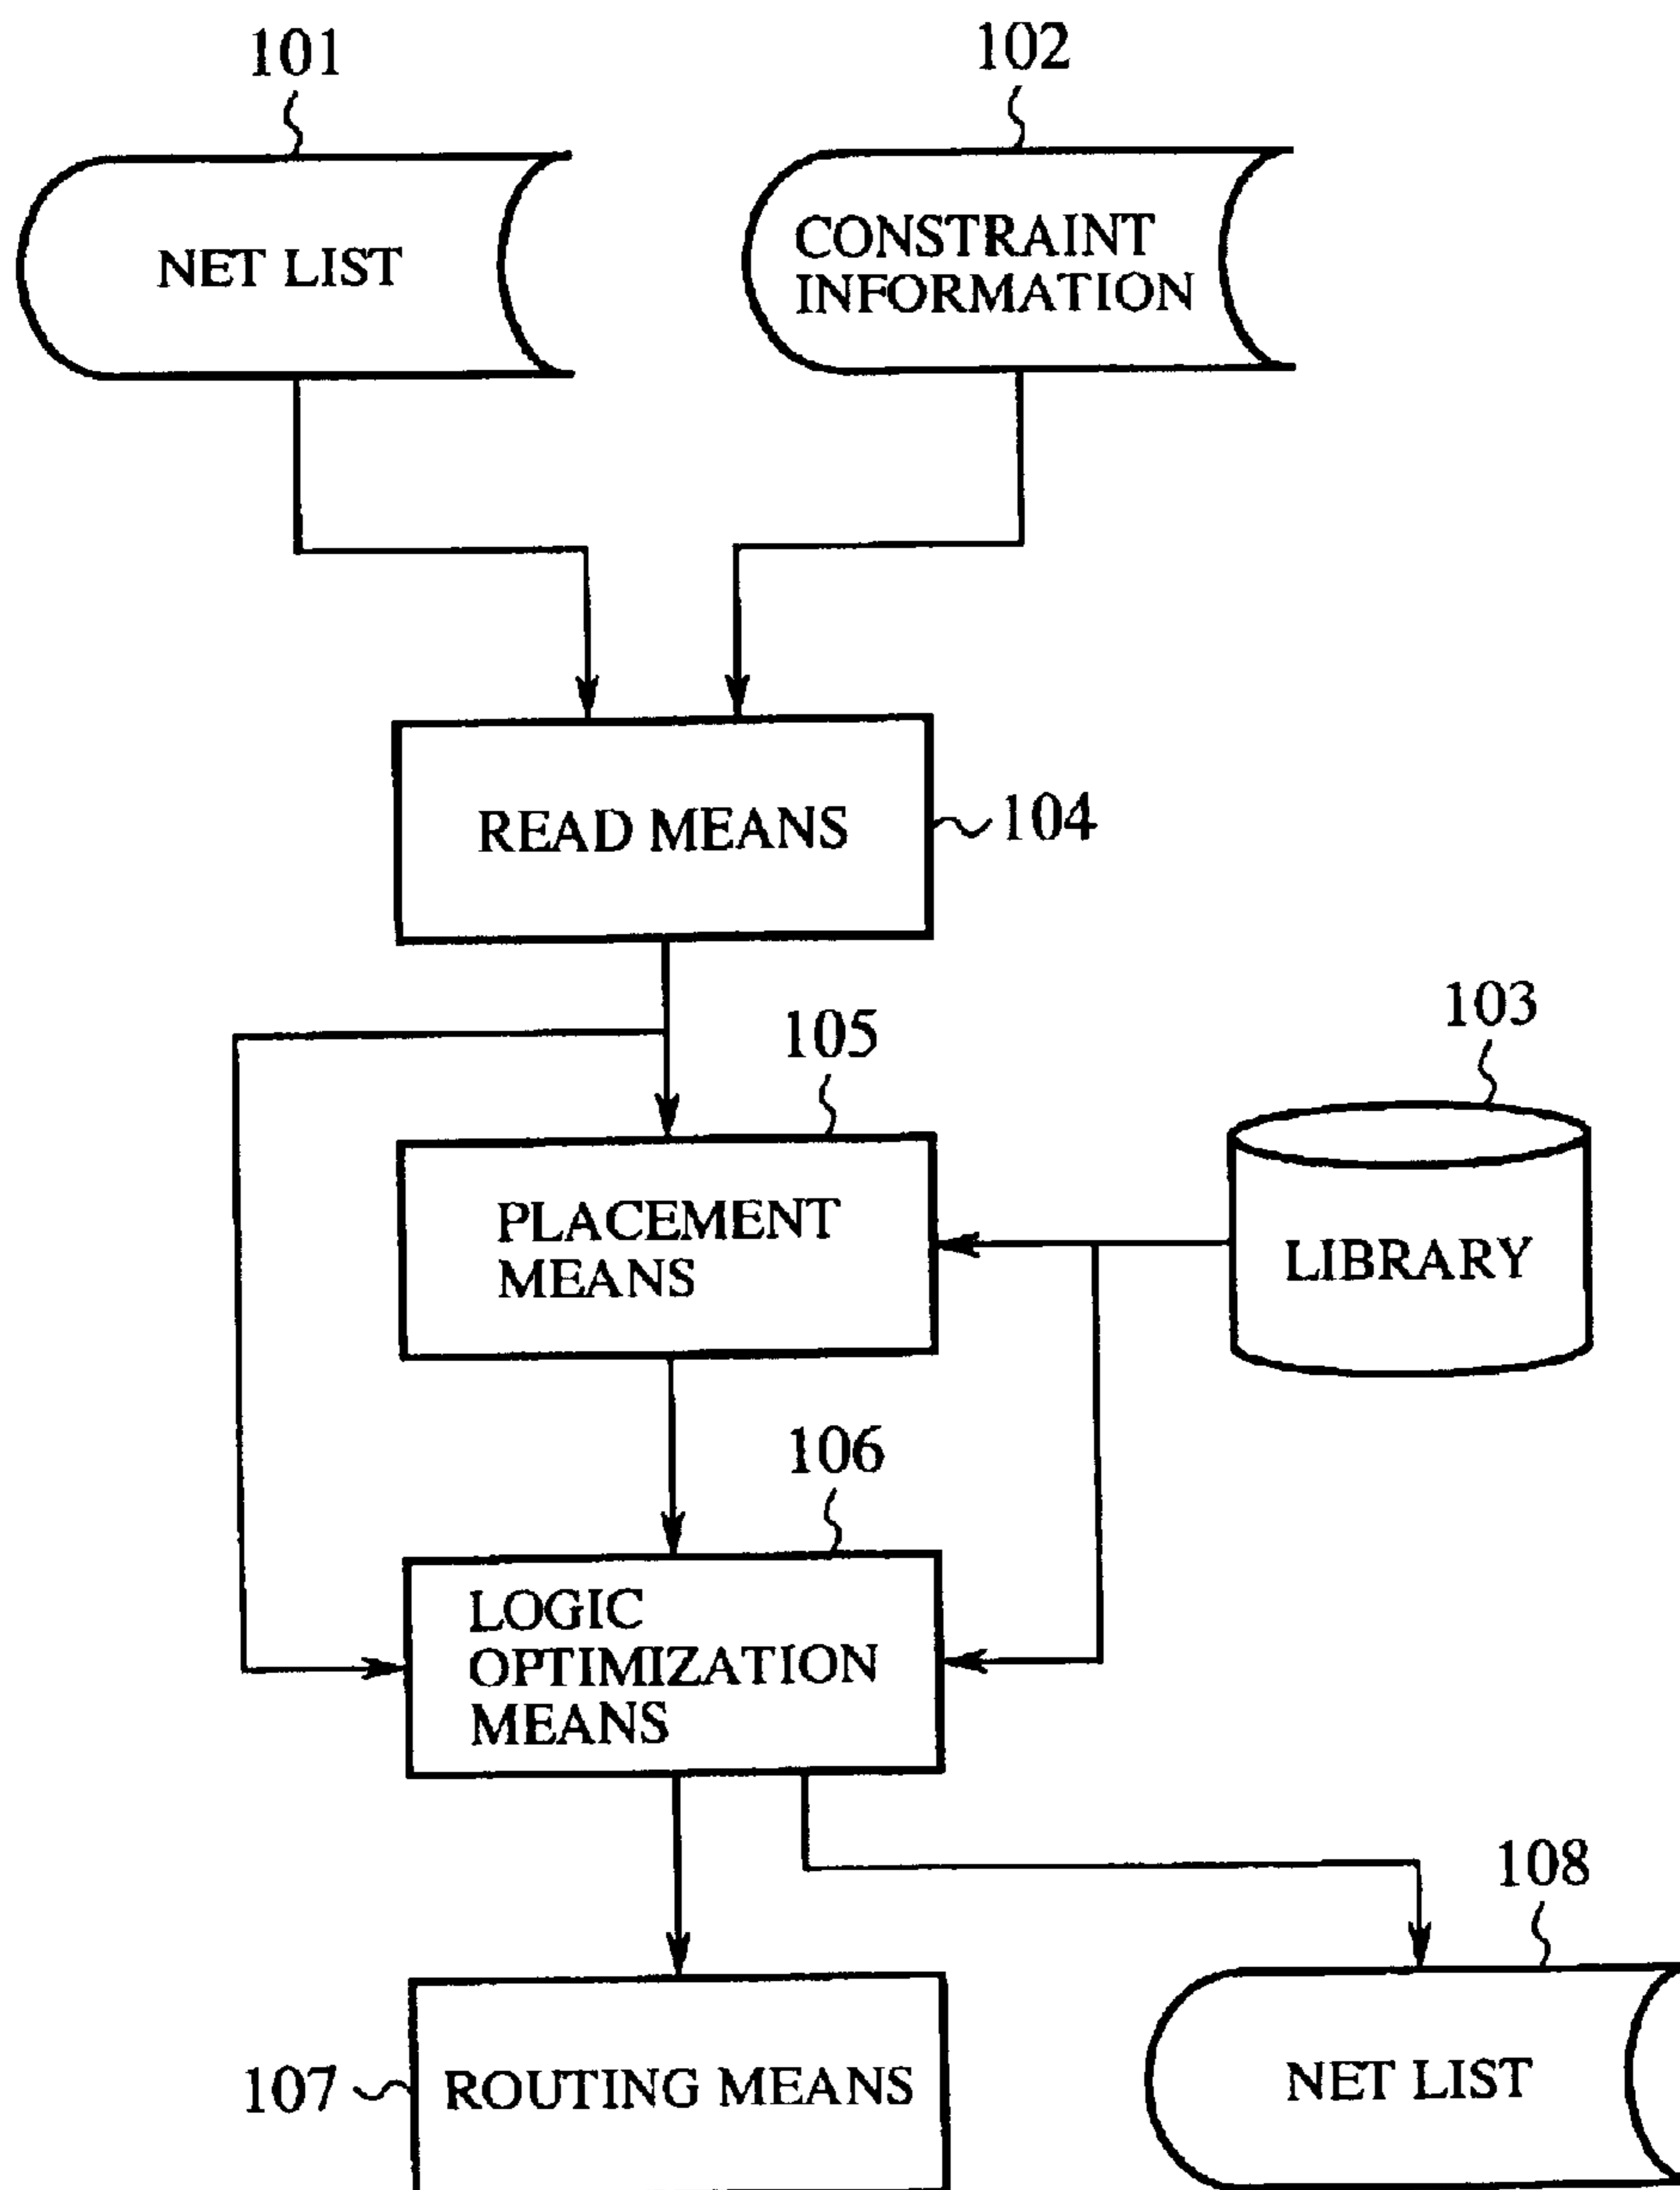 101
102
NET LIST
CONSTRAINT
INFORMATION
READ MEANS
104
103
105
PLACEMENT
MEANS
LIBRARY
106
LOGIC
OPTIMIZATION
MEANS
108
107
ROUTING MEANS
NET LIST